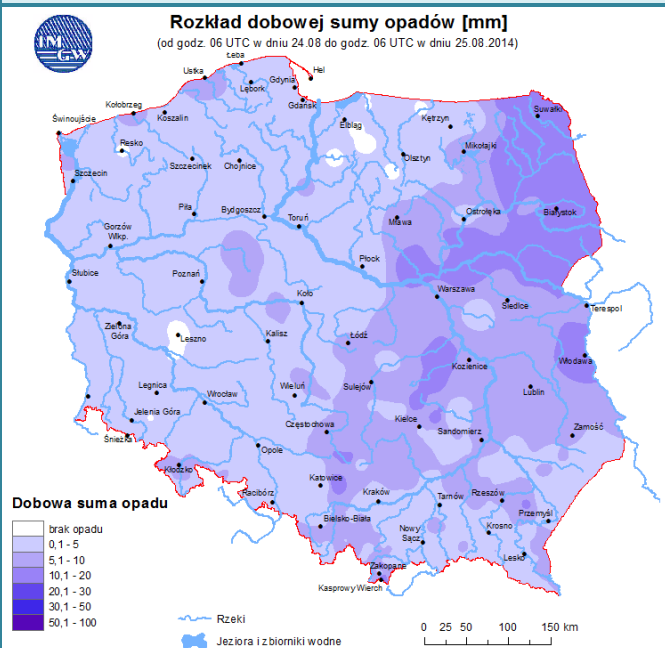 Rozkład dobowej sumy opadów [mm]
(od godz. 06 UTC w dniu 24.08 do godz. 06 UTC w dniu 25.08.2014)
IM
GW
Łeba
Hel
Ustka
Gdynia
Lębork
Gdańsk
Kołobrzeg
Koszalin
Suwałki
Świnoujście
Elbląg
Kętrzyn
Resko
Mikołajki
Szczecinek
Chojnice
Olsztyn
Szczecin
Piła
Bydgoszcz
Toruń
Mława
Ostrołęka
Białystok
Gorzów
Wlkp.
Płock
Słubice
Poznań
Warszawa
Koło
Siedlce
Terespol
Zielona
Góra
Leszno
Kalisz
Łódź
Kozienice
Włodawa
Legnica
Wrocław
Wieluń
Sulejów
Lublin
Jelenia Góra
Częstochowa
Kielce
Sandomierz
Zamość
Śnieżka
Opole
Kłodzko
Katowice
Racibórz
Kraków
Tarnów
Rzeszów
Przemyśl
Bielsko-Biała
Nowy
Sącz
Krosno
Lesko
Zakopane
Kasprowy Wierch
Dobowa suma opadu
brak opadu
0,1 - 5
5,1 - 10
10,1 - 20
20,1 - 30
30,1 - 50
50,1 - 100
Rzeki
Jeziora i zbiorniki wodne
0 25 50 100 150 km